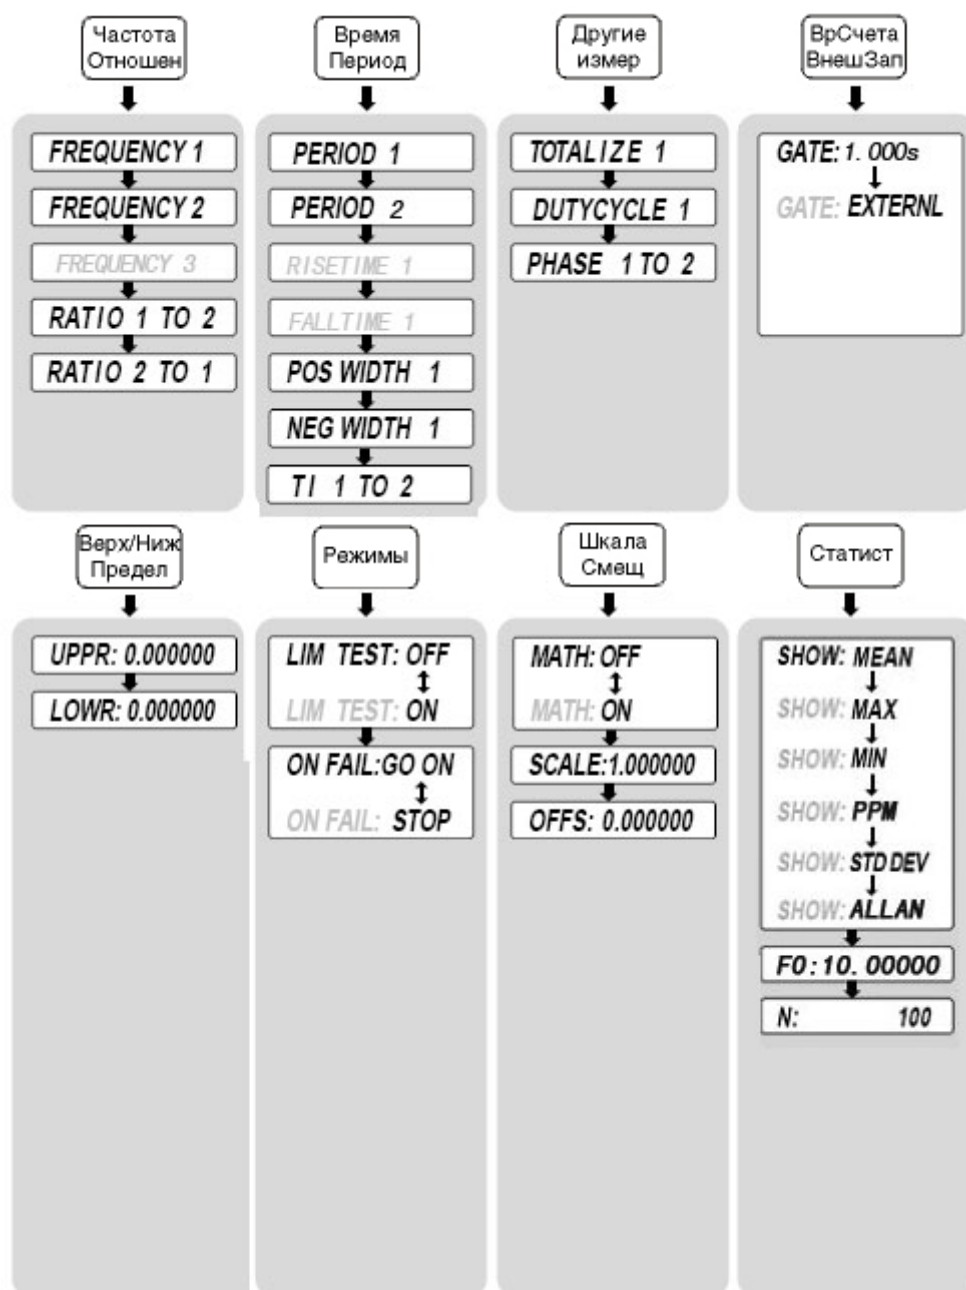 Частота
Отношен
FREQUENCY 1
FREQUENCY 2
FREQUENCY 3
RATIO 1 TO 2
RATIO 2 TO 1
Время
Период
PERIOD 1
PERIOD 2
RISETIME 1
FALLTIME 1
POS WIDTH 1
NEG WIDTH 1
TI 1 TO 2
Другие
измер
TOTALIZE 1
DUTYCYCLE 1
PHASE 1 TO 2
ВрСчета
ВнешЗап
GATE: 1. 000s
GATE: EXTERNL
Верх/Ниж
Предел
UPPR: 0.000000
LOWR: 0.000000
Режимы
LIM TEST: OFF
LIM TEST: ON
ON FAIL:GO ON
ON FAIL: STOP
Шкала
Смещ
MATH: OFF
MATH: ON
SCALE:1.000000
OFFS: 0.000000
Статист
SHOW: MEAN
SHOW: MAX
SHOW: MIN
SHOW: PPM
SHOW: STD DEV
SHOW: ALLAN
F0:10. 00000
N: 100